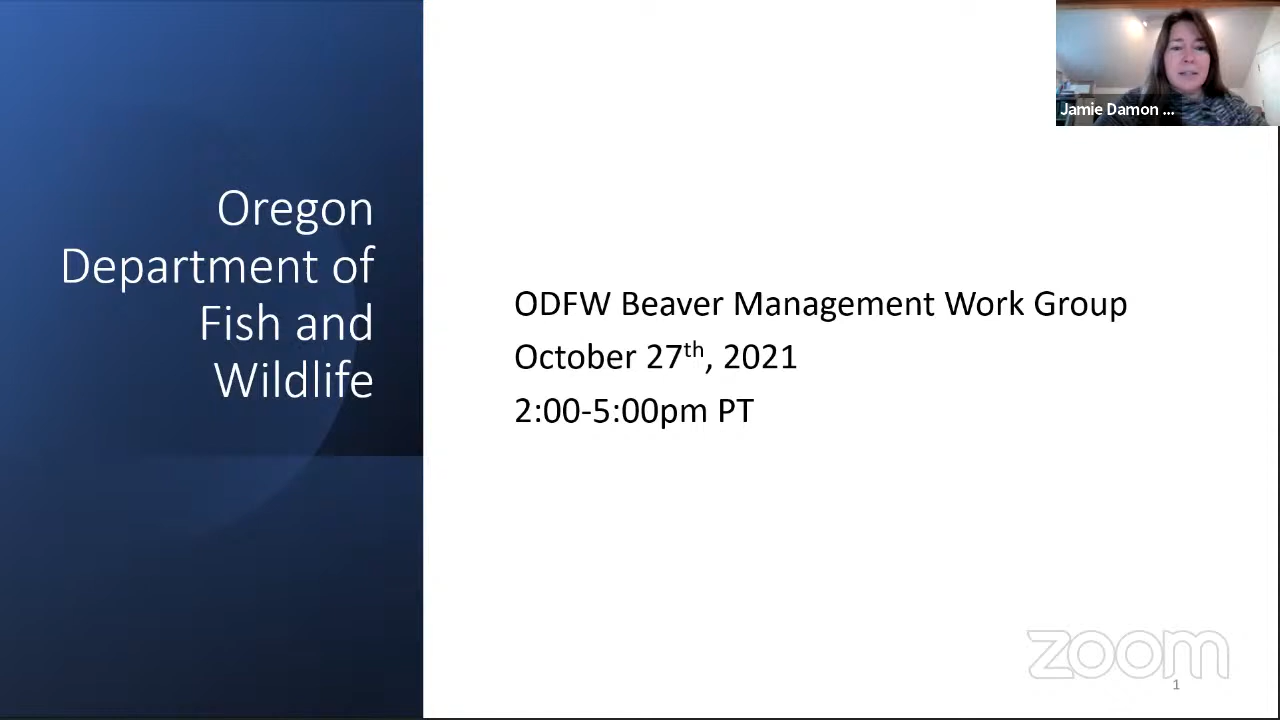 Oregon
Department of
Fish and
Wildlife
ODFW Beaver Management Work Group
October 27th, 2021
2:00-5:00pm PT
Jamie Damon ...
zoom
1